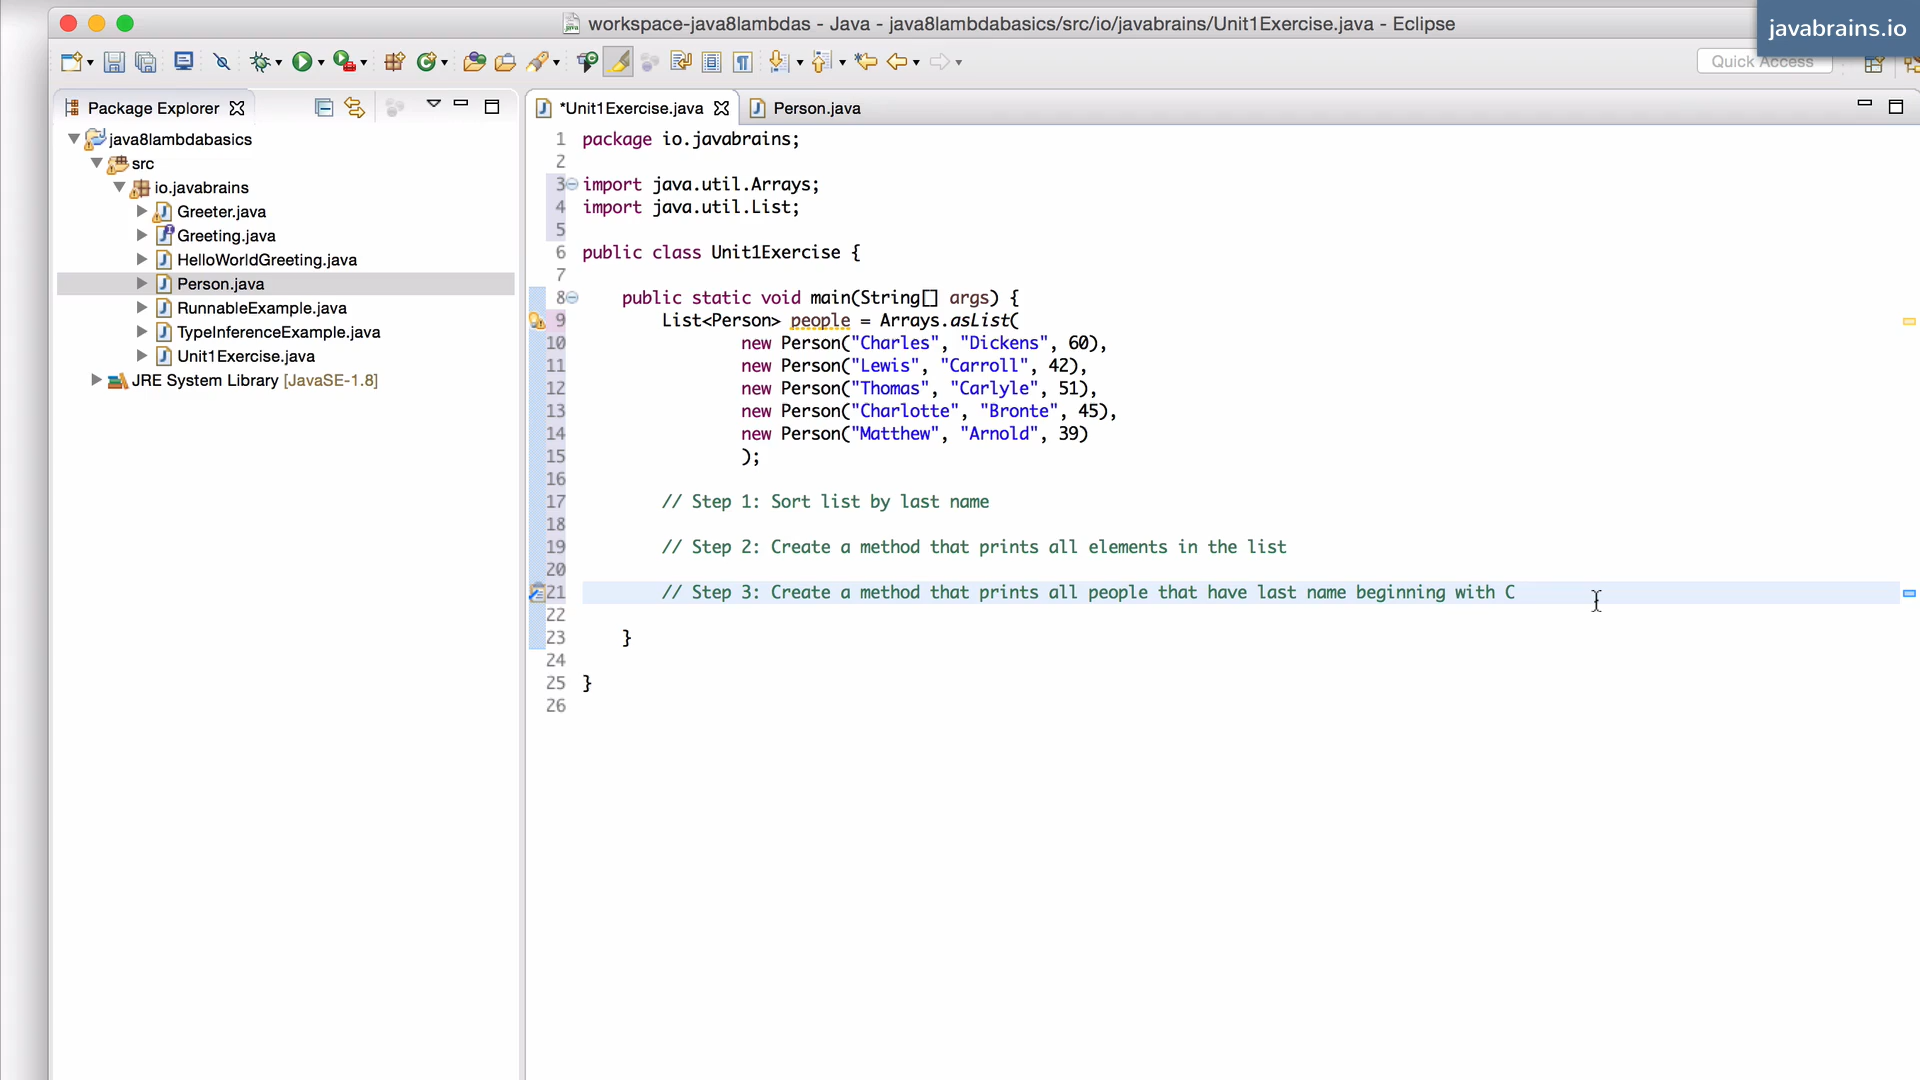 workspace-java8lambdas - Java - java8lambdabasics/src/io/javabrains/Unit1Exercise.java - Eclipse
javabrains.io
Quick Access
Package Explorer
java8lambdabasics
src
io.javabrains
Greeter.java
Greeting.java
HelloWorldGreeting.java
Person.java
RunnableExample.java
TypeInferenceExample.java
Unit1Exercise.java
JRE System Library [JavaSE-1.8]
*Unit1Exercise.java
Person.java
1 package io.javabrains;
2
3 import java.util.Arrays;
4 import java.util.List;
5
6 public class Unit1Exercise {
7
8 public static void main(String[] args) {
9 List<Person> people = Arrays.asList(
10 new Person("Charles", "Dickens", 60),
11 new Person("Lewis", "Carroll", 42),
12 new Person("Thomas", "Carlyle", 51),
13 new Person("Charlotte", "Bronte", 45),
14 new Person("Matthew", "Arnold", 39)
15 );
16
17 // Step 1: Sort list by last name
18
19 // Step 2: Create a method that prints all elements in the list
20
21 // Step 3: Create a method that prints all people that have last name beginning with C
22
23 }
24
25 }
26